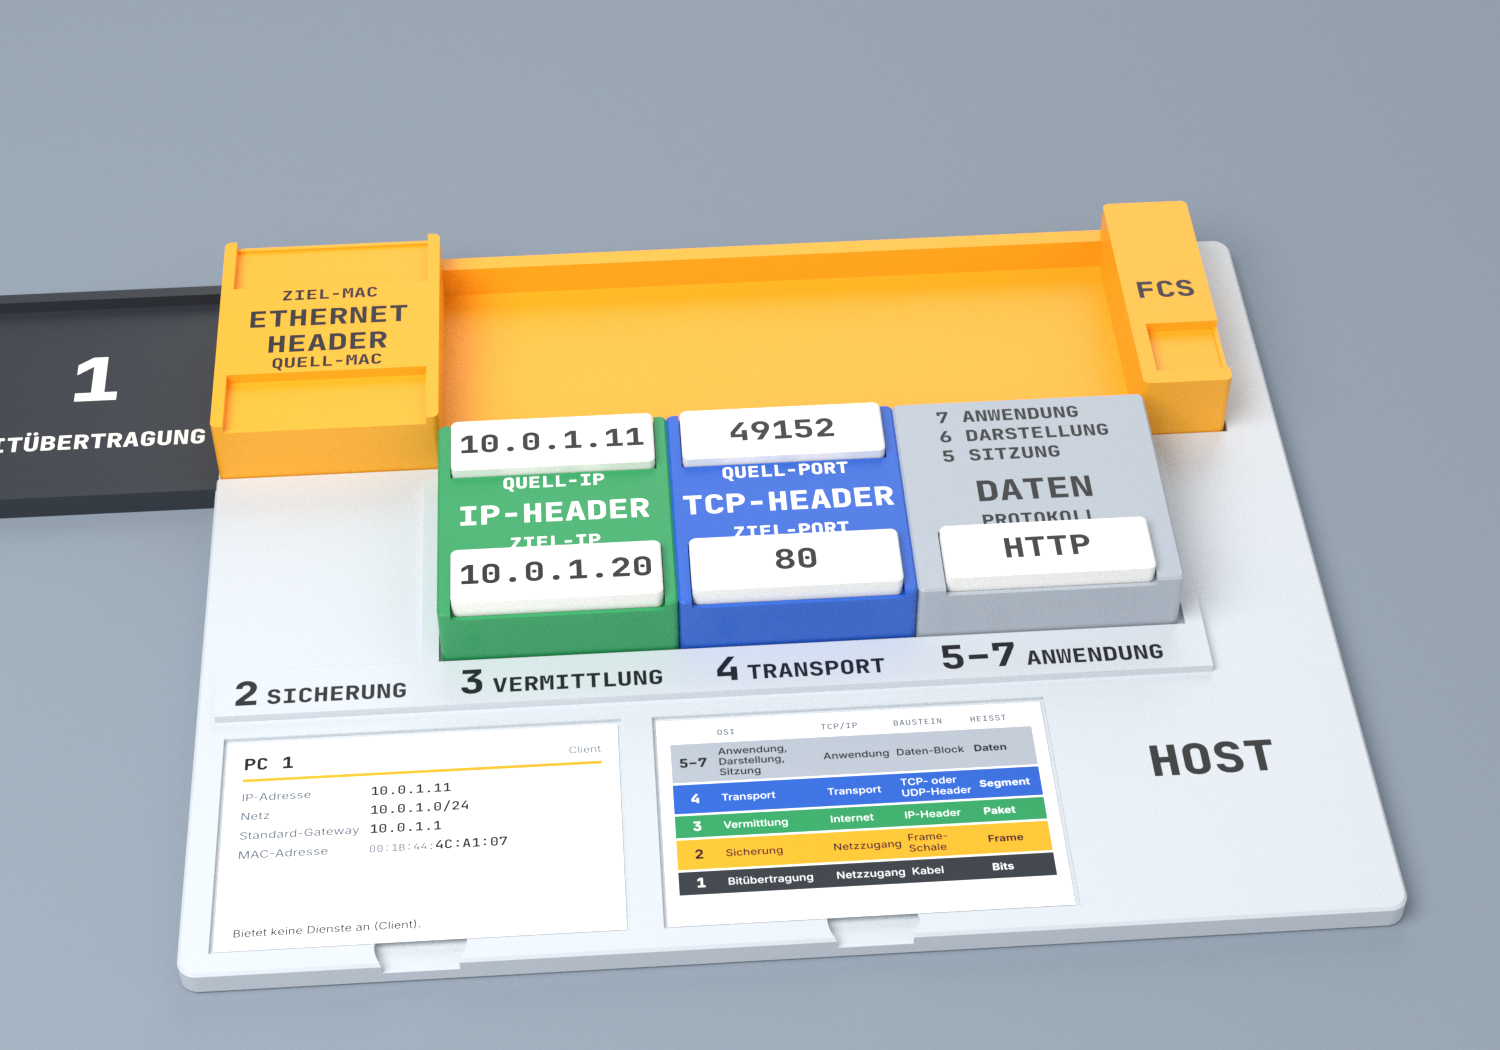 1
ITÜBERTRAGUNG
ZIEL-MAC
ETHERNET
HEADER
QUELL-MAC
FCS
10.0.1.11
QUELL-IP
IP-HEADER
ZIEL-IP
10.0.1.20
49152
QUELL-PORT
TCP-HEADER
ZIEL-PORT
80
7 ANWENDUNG
6 DARSTELLUNG
5 SITZUNG
DATEN
PROTOKOLL
HTTP
2 SICHERUNG
3 VERMITTLUNG
4 TRANSPORT
5–7 ANWENDUNG
PC 1
Client
IP-Adresse 10.0.1.11
Netz 10.0.1.0/24
Standard-Gateway 10.0.1.1
MAC-Adresse 00:1B:44:4C:A1:07
Bietet keine Dienste an (Client).
OSI TCP/IP BAUSTEIN HEISST
5–7 Anwendung, Darstellung, Sitzung Anwendung Daten-Block Daten
4 Transport Transport TCP- oder UDP-Header Segment
3 Vermittlung Internet IP-Header Paket
2 Sicherung Netzzugang Frame-Schale Frame
1 Bitübertragung Netzzugang Kabel Bits
HOST